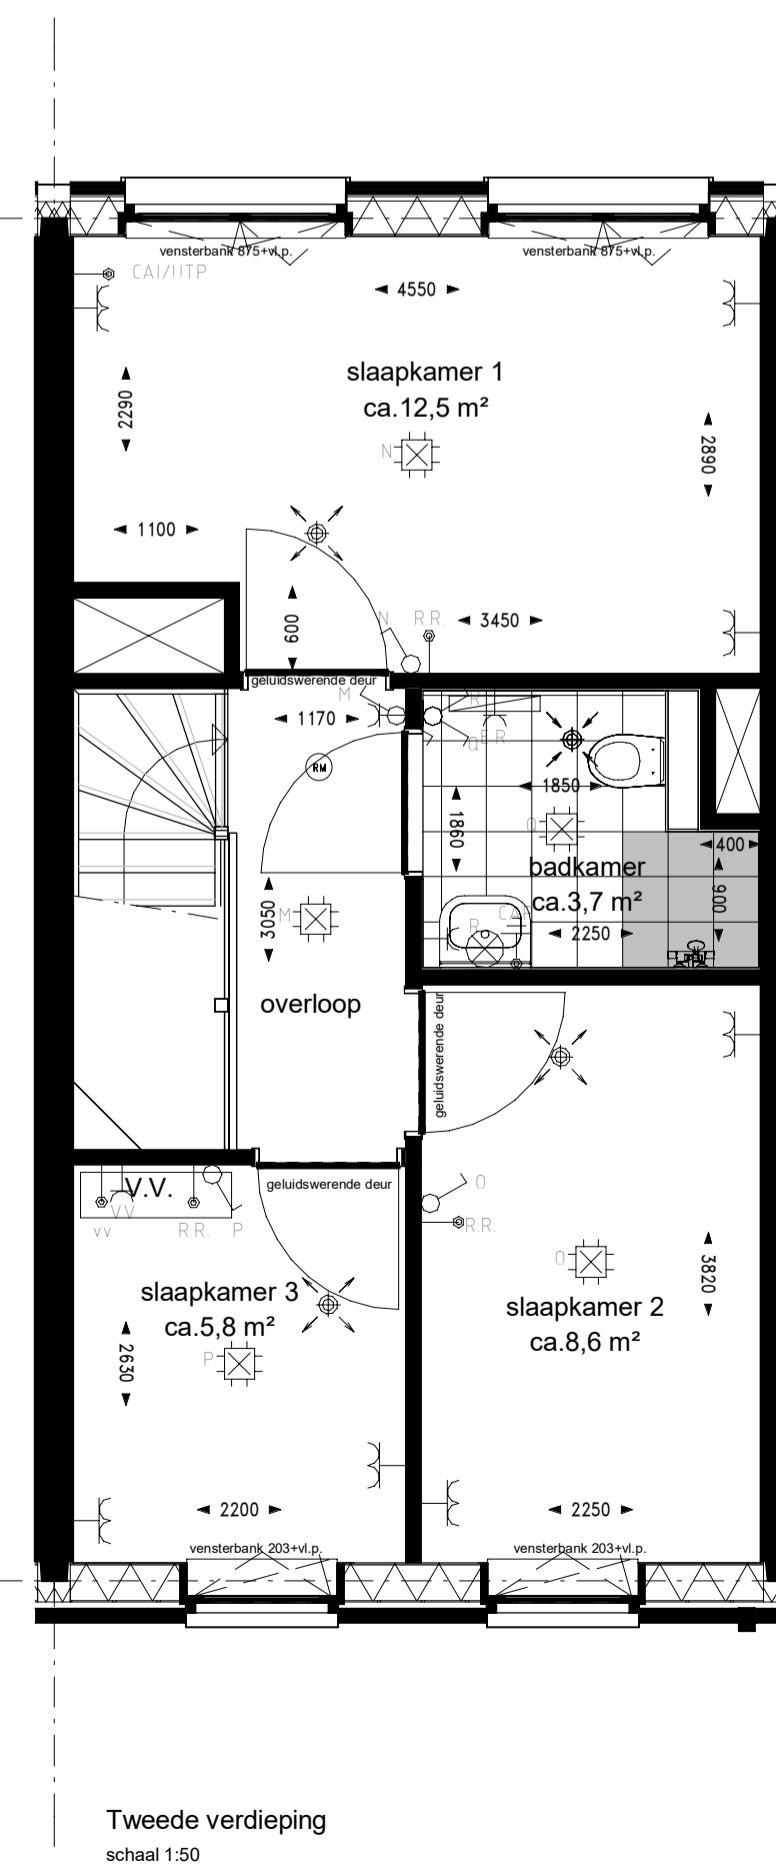 vensterbank 875+vl.p.
vensterbank 875+vl.p.
CAI/UTP
4550
slaapkamer 1
ca.12,5 m²
2260
2890
N
1100
600
N
R.R.
3450
geluidswerende deur
M
1170
R
Q
E.R.
RM
1850
1860
Q
400
badkamer
ca.3,7 m²
900
3050
M
R
CAP
2250
overloop
geluidswerende deur
geluidswerende deur
V.V.
VV
vv
R.R.
P
O
R.R.
O
3820
slaapkamer 3
ca.5,8 m²
slaapkamer 2
ca.8,6 m²
2630
P
2200
2250
vensterbank 203+vl.p.
vensterbank 203+vl.p.
Tweede verdieping
schaal 1:50